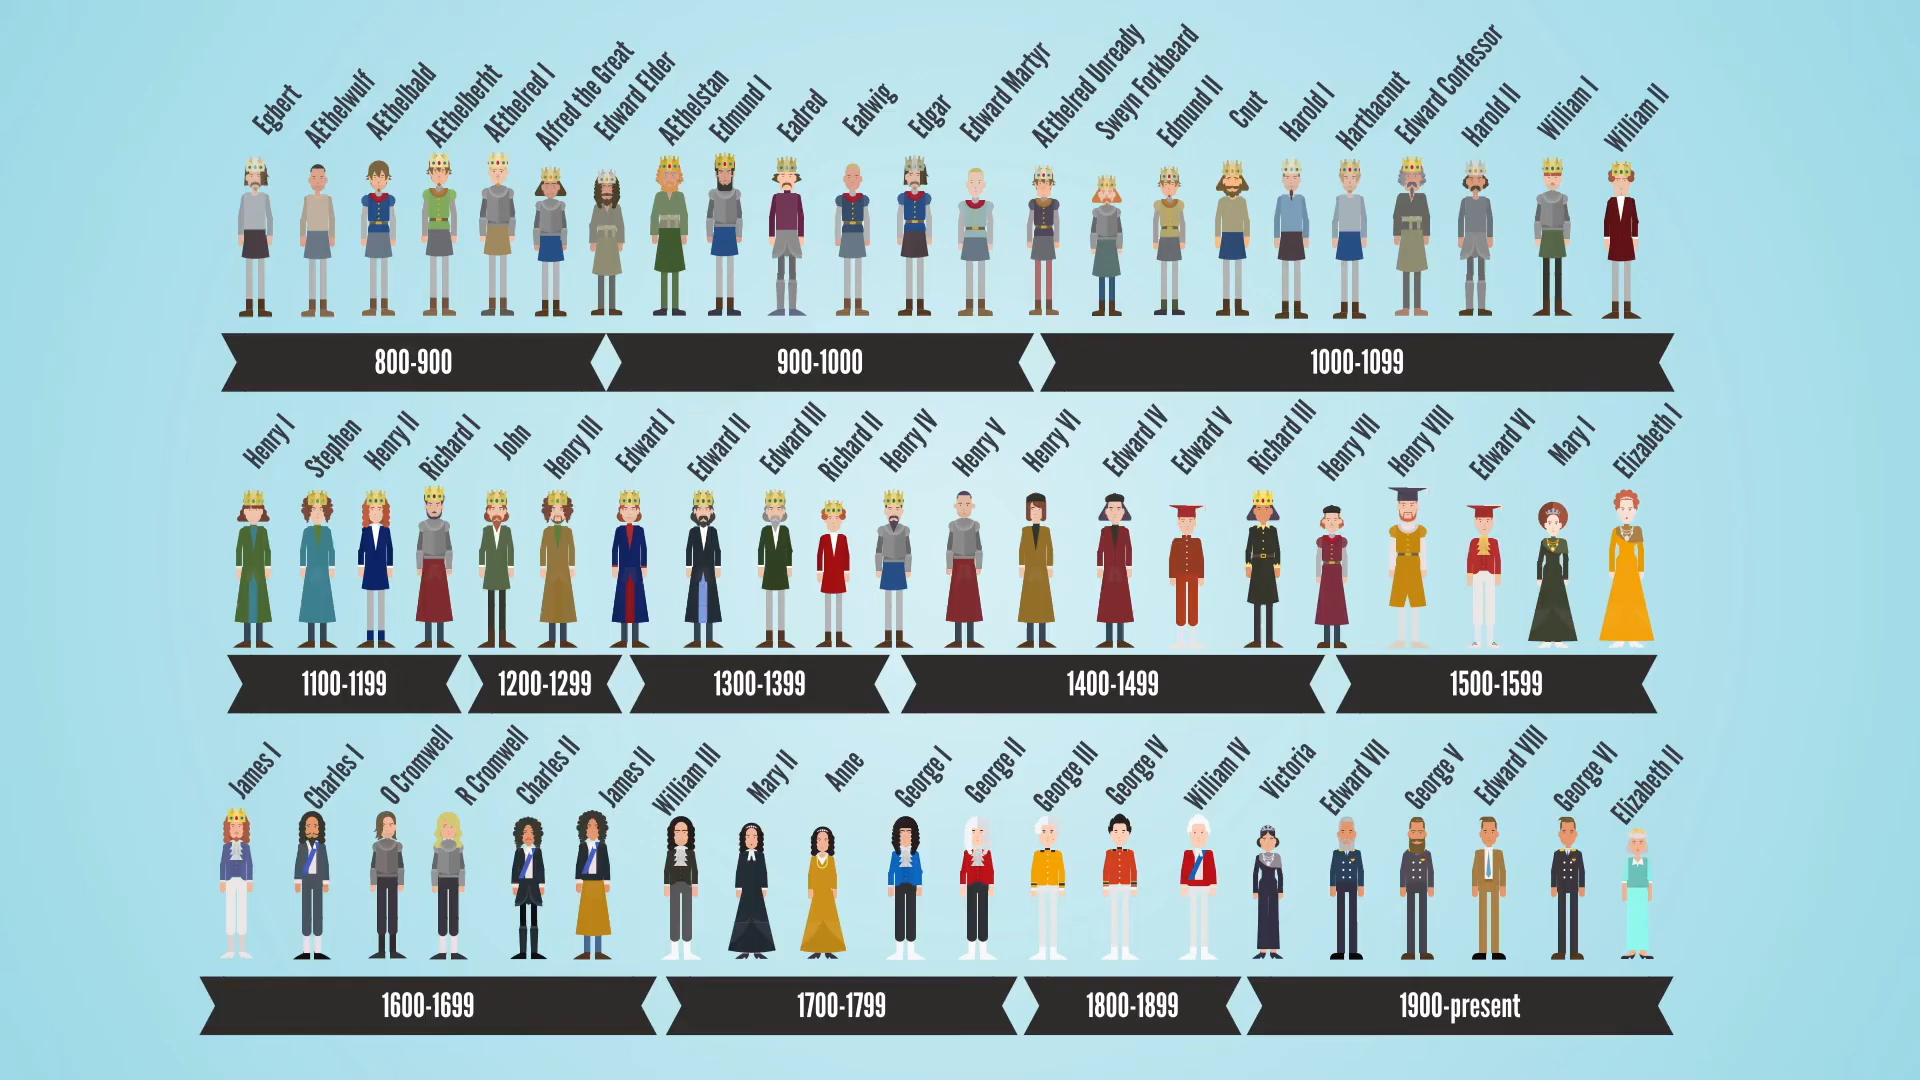 Egbert
AEthelwulf
AEthelbald
AEthelberht
AEthelred I
Alfred the Great
Edward Elder
AEthelstan
Edmund I
Eadred
Eadwig
Edgar
Edward Martyr
AEthelred Unready
Sweyn Forkbeard
Edmund II
Cnut
Harold I
Harthacnut
Edward Confessor
Harold II
William I
William II
800-900
900-1000
1000-1099
Henry I
Stephen
Henry II
Richard I
John
Henry III
Edward I
Edward II
Edward III
Richard II
Henry IV
Henry V
Henry VI
Edward IV
Edward V
Richard III
Henry VII
Henry VIII
Edward VI
Mary I
Elizabeth I
1100-1199
1200-1299
1300-1399
1400-1499
1500-1599
James I
Charles I
O Cromwell
R Cromwell
Charles II
James II
William III
Mary II
Anne
George I
George II
George III
George IV
William IV
Victoria
Edward VII
George V
Edward VIII
George VI
Elizabeth II
1600-1699
1700-1799
1800-1899
1900-present